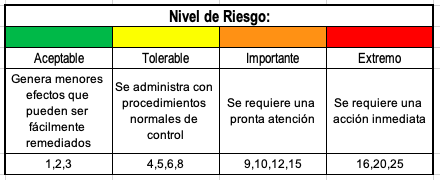 Nivel de Riesgo:
Aceptable Tolerable Importante Extremo
Genera menores
efectos que
pueden ser
fácilmente
remediados
Se administra con
procedimientos
normales de
control
Se requiere una
pronta atención
Se requiere una
acción inmediata
1,2,3 4,5,6,8 9,10,12,15 16,20,25